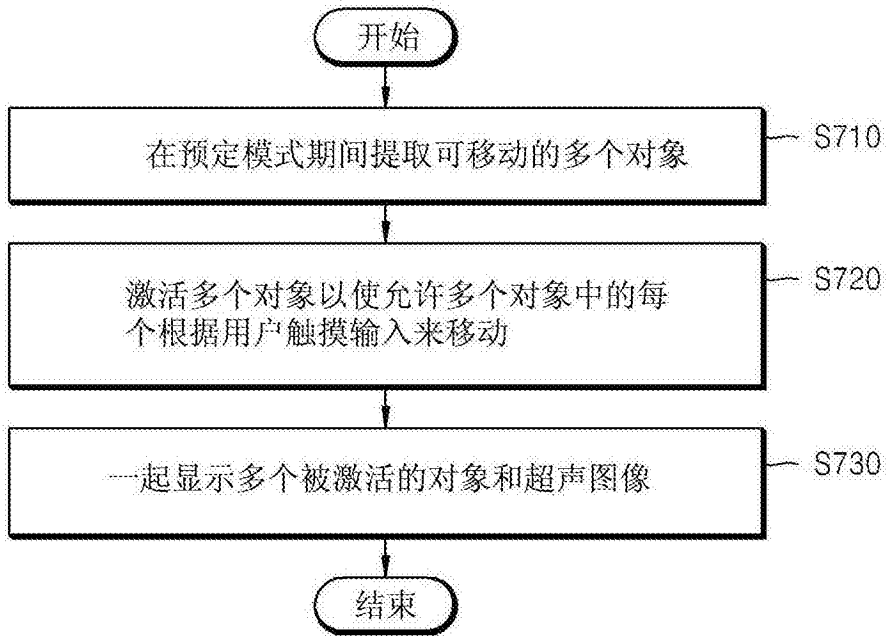 开始
在预定模式期间提取可移动的多个对象
S710
激活多个对象以使允许多个对象中的每
个根据用户触摸输入来移动
S720
一起显示多个被激活的对象和超声图像
S730
结束